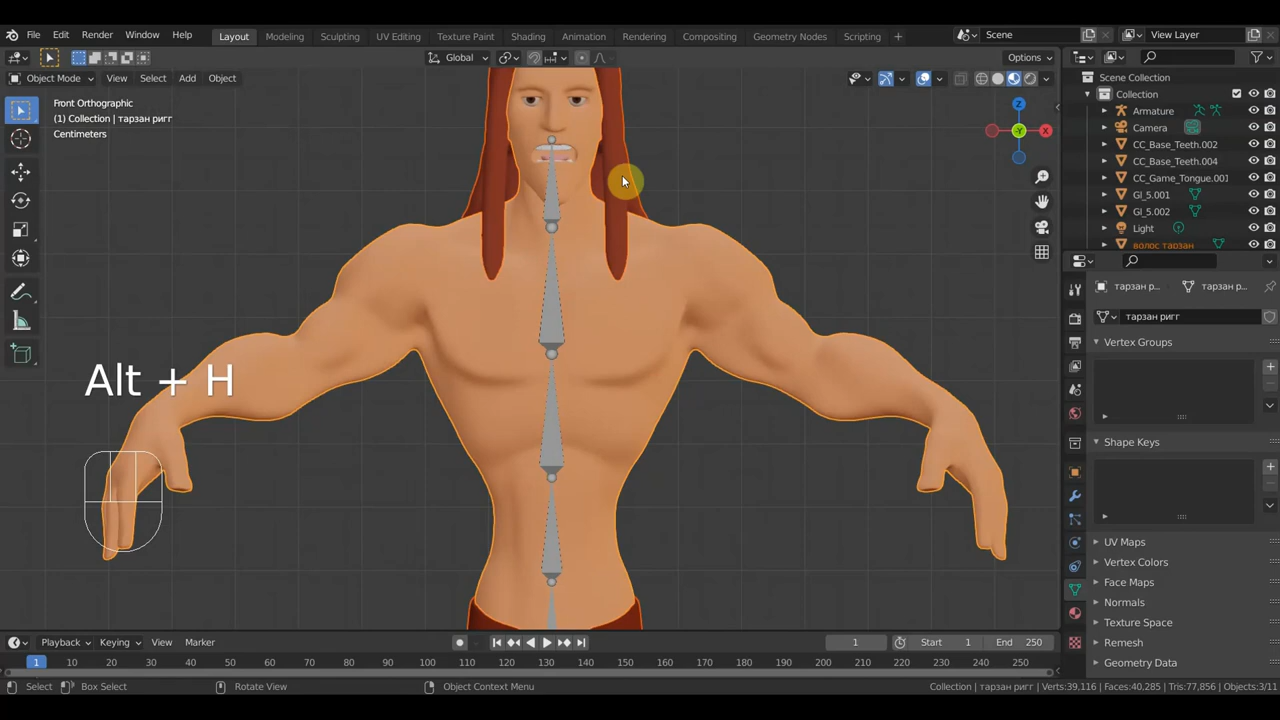 File Edit Render Window Help Layout Modeling Sculpting UV Editing Texture Paint Shading Animation Rendering Compositing Geometry Nodes Scripting + Scene View Layer
Global Options
Object Mode View Select Add Object
Front Orthographic
(1) Collection | тарзан ригг
Centimeters
Z
Y
X
Scene Collection
Collection
Armature
Camera
CC_Base_Teeth.002
CC_Base_Teeth.004
CC_Game_Tongue.001
Gl_5.001
Gl_5.002
Light
волос тарзан
тарзан р... тарзан р...
тарзан ригг
Vertex Groups
Shape Keys
UV Maps
Vertex Colors
Face Maps
Normals
Texture Space
Remesh
Geometry Data
Alt + H
Playback Keying View Marker 1 Start 1 End 250
1 10 20 30 40 50 60 70 80 90 100 110 120 130 140 150 160 170 180 190 200 210 220 230 240 250
Select Box Select Rotate View Object Context Menu Collection | тарзан ригг | Verts:39,116 | Faces:40,285 | Tris:77,856 | Objects:3/11